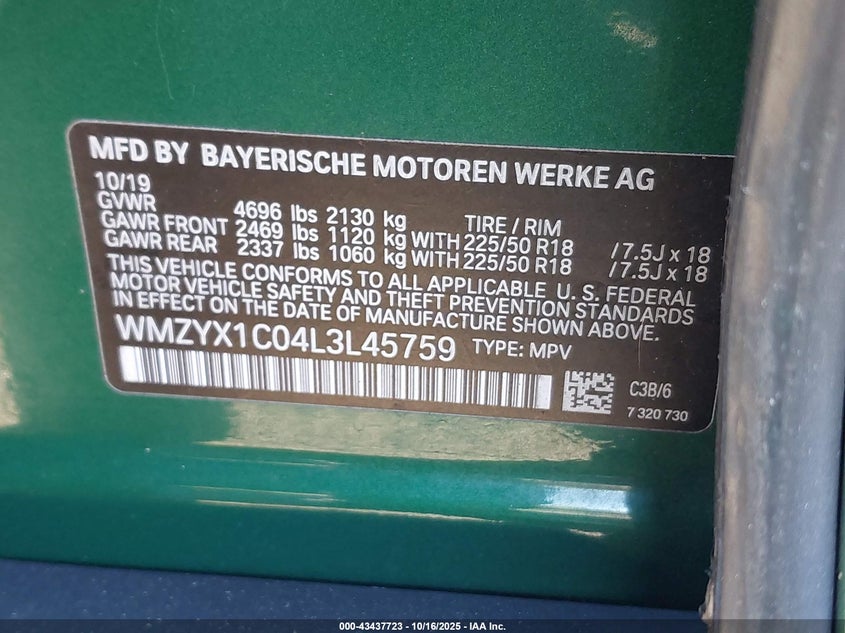 MFD BY BAYERISCHE MOTOREN WERKE AG
10/19
GVWR 4696 lbs 2130 kg TIRE / RIM
GAWR FRONT 2469 lbs 1120 kg WITH 225/50 R18 / 7.5J x 18
GAWR REAR 2337 lbs 1060 kg WITH 225/50 R18 / 7.5J x 18
THIS VEHICLE CONFORMS TO ALL APPLICABLE U. S. FEDERAL
MOTOR VEHICLE SAFETY AND THEFT PREVENTION STANDARDS
IN EFFECT ON THE DATE OF MANUFACTURE SHOWN ABOVE.
WMZYX1C04L3L45759 TYPE: MPV
C3B/6
7 320 730
000-43437723 - 10/16/2025 - IAA Inc.